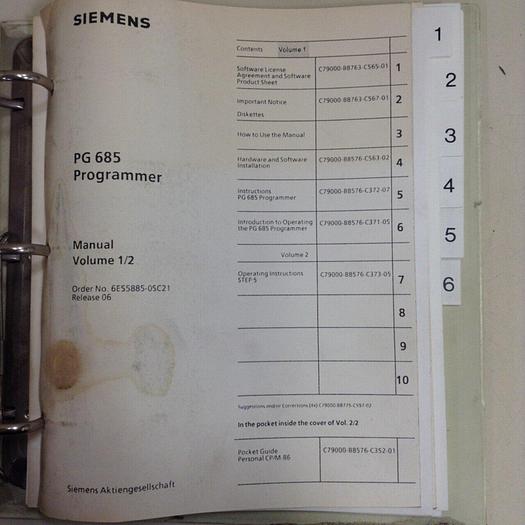 SIEMENS
PG 685
Programmer
Manual
Volume 1/2
Order No. 6ES5885-0SC21
Release 06
Siemens Aktiengesellschaft
Contents Volume 1
Software License
Agreement and Software
Product Sheet
C79000-B8763-C565-01 1
Important Notice C79000-B8763-C567-01 2
Diskettes
How to Use the Manual 3
Hardware and Software
Installation
C79000-B8576-C563-02 4
Instructions
PG 685 Programmer
C79000-B8576-C372-07 5
Introduction to Operating
the PG 685 Programmer
C79000-B8576-C371-05 6
Volume 2
Operating Instructions
STEP 5
C79000-B8576-C373-05 7
8
9
10
Suggestions and/or Corrections
In the pocket inside the cover of Vol. 2/2
Pocket Guide
Personal CP/M-86
C79000-B8576-C352-01
1
2
3
4
5
6